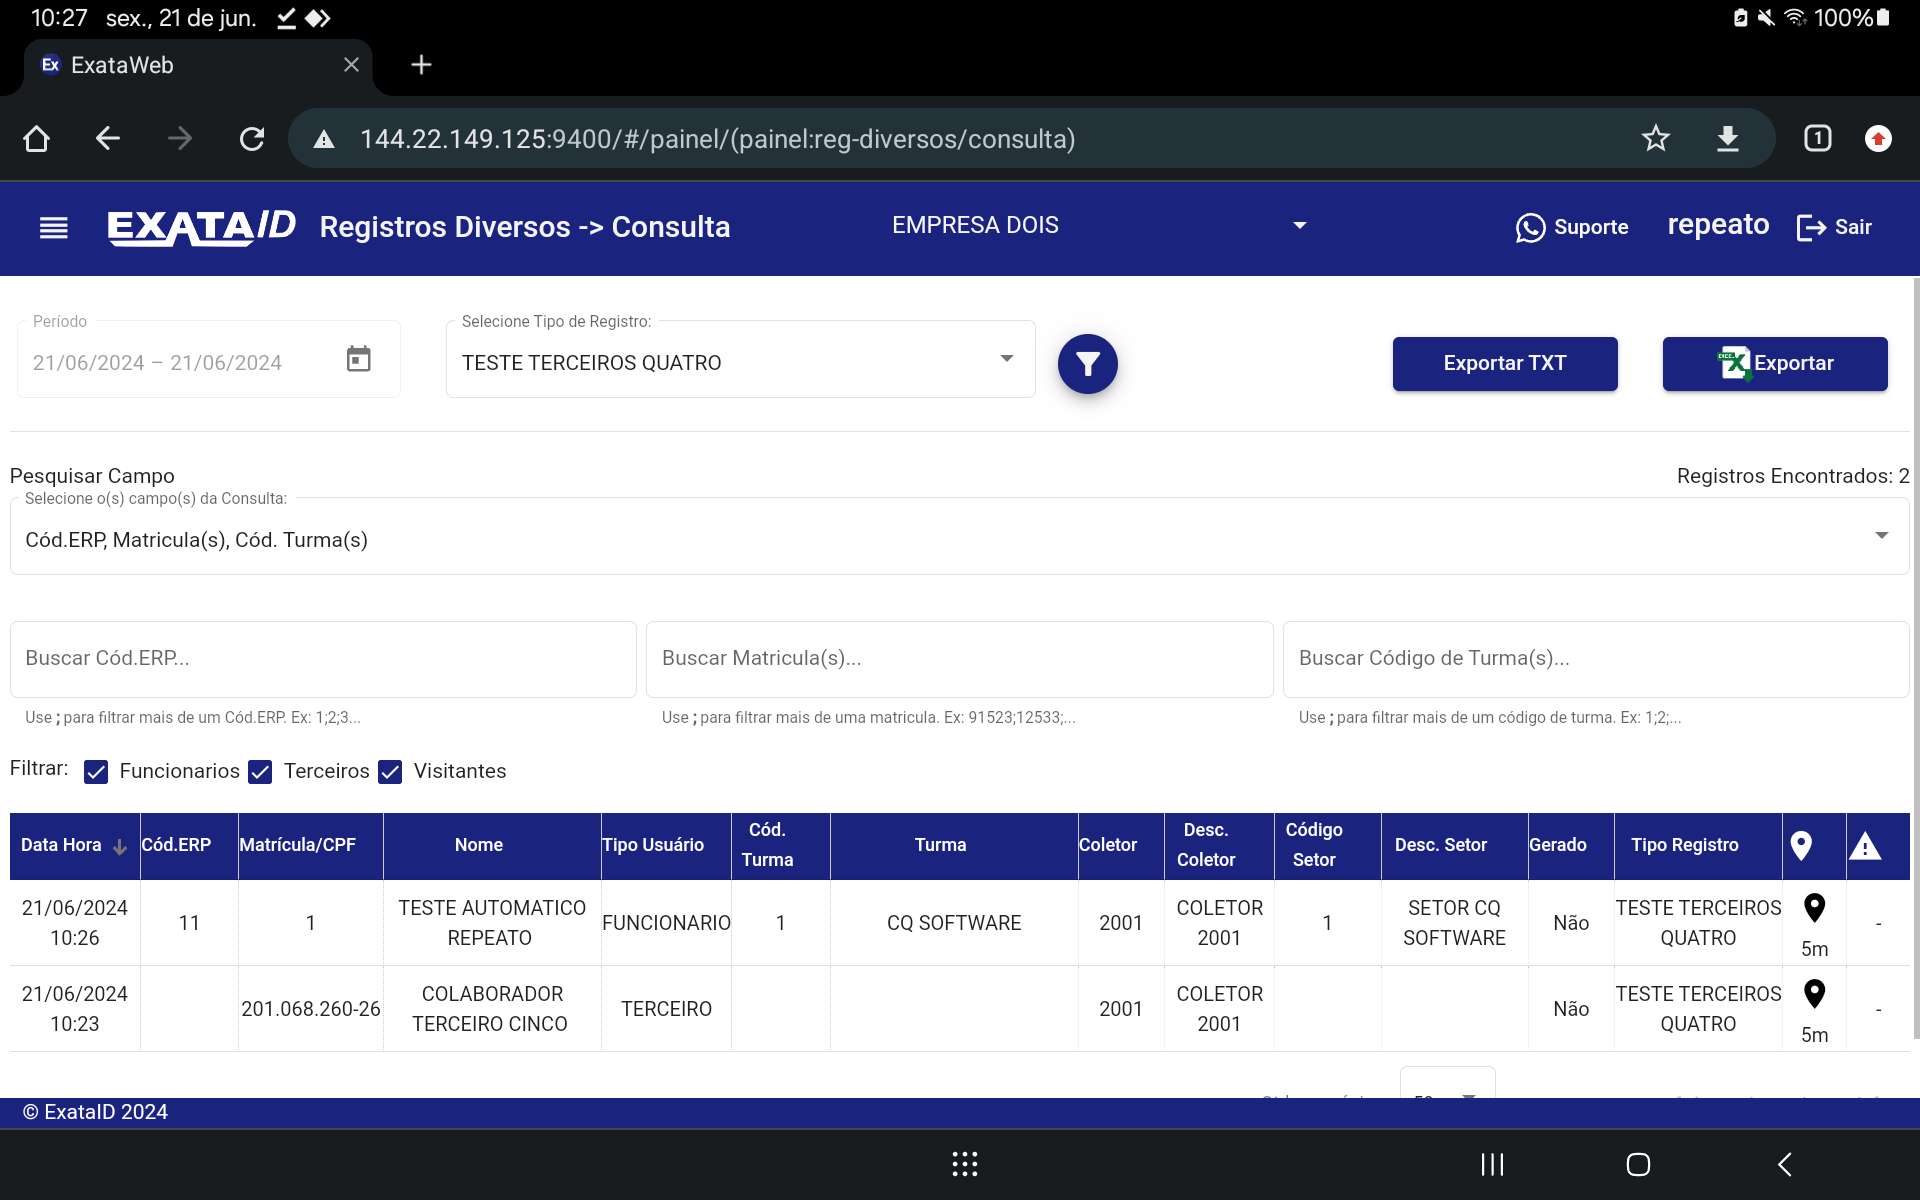 10:27 sex., 21 de jun. 100%
Ex ExataWeb
144.22.149.125:9400/#/painel/(painel:reg-diversos/consulta) 1
EXATA/ID Registros Diversos -> Consulta EMPRESA DOIS Suporte repeato Sair
Período Selecione Tipo de Registro:
21/06/2024 – 21/06/2024 TESTE TERCEIROS QUATRO Exportar TXT Exportar
Pesquisar Campo Registros Encontrados: 2
Selecione o(s) campo(s) da Consulta:
Cód.ERP, Matricula(s), Cód. Turma(s)
Buscar Cód.ERP... Buscar Matricula(s)... Buscar Código de Turma(s)...
Use ; para filtrar mais de um Cód.ERP. Ex: 1;2;3... Use ; para filtrar mais de uma matricula. Ex: 91523;12533;... Use ; para filtrar mais de um código de turma. Ex: 1;2;...
Filtrar: Funcionarios Terceiros Visitantes
Data Hora Cód.ERP Matrícula/CPF Nome Tipo Usuário Cód. Turma Turma Coletor Desc. Coletor Código Setor Desc. Setor Gerado Tipo Registro
21/06/2024 10:26 11 1 TESTE AUTOMATICO REPEATO FUNCIONARIO 1 CQ SOFTWARE 2001 COLETOR 2001 1 SETOR CQ SOFTWARE Não TESTE TERCEIROS QUATRO 5m -
21/06/2024 10:23 201.068.260-26 COLABORADOR TERCEIRO CINCO TERCEIRO 2001 COLETOR 2001 Não TESTE TERCEIROS QUATRO 5m -
© ExataID 2024